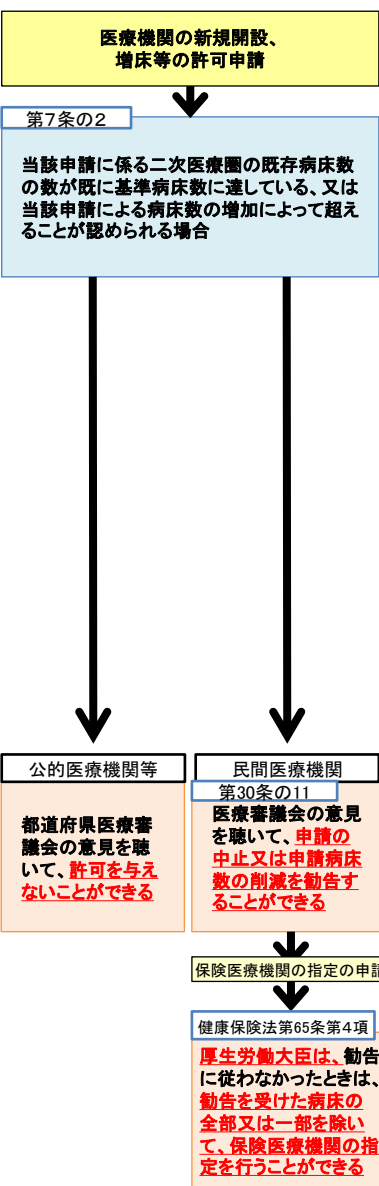 医療機関の新規開設、
増床等の許可申請
第7条の2
当該申請に係る二次医療圏の既存病床数
の数が既に基準病床数に達している、又は
当該申請による病床数の増加によって超え
ることが認められる場合
公的医療機関等
都道府県医療審
議会の意見を聴
いて、許可を与え
ないことができる
民間医療機関
第30条の11
医療審議会の意見
を聴いて、申請の
中止又は申請病床
数の削減を勧告す
ることができる
保険医療機関の指定の申請
健康保険法第65条第4項
厚生労働大臣は、勧告
に従わなかったときは、
勧告を受けた病床の
全部又は一部を除い
て、保険医療機関の指
定を行うことができる